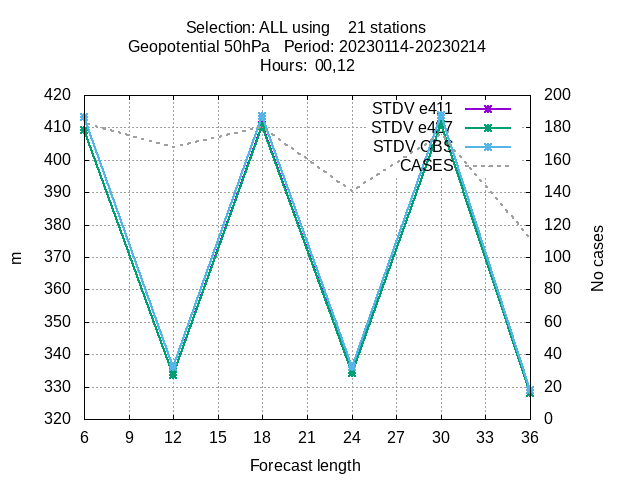 Selection: ALL using 21 stations
Geopotential 50hPa Period: 20230114-20230214
Hours: 00,12
420 200
STDV e411
410 180
STDV e4
STDV OBS
400 160
CASES
390 140
380 120
370 100
360 80
350 60
340 40
330 20
320 0
m
No cases
6 9 12 15 18 21 24 27 30 33 36
Forecast length